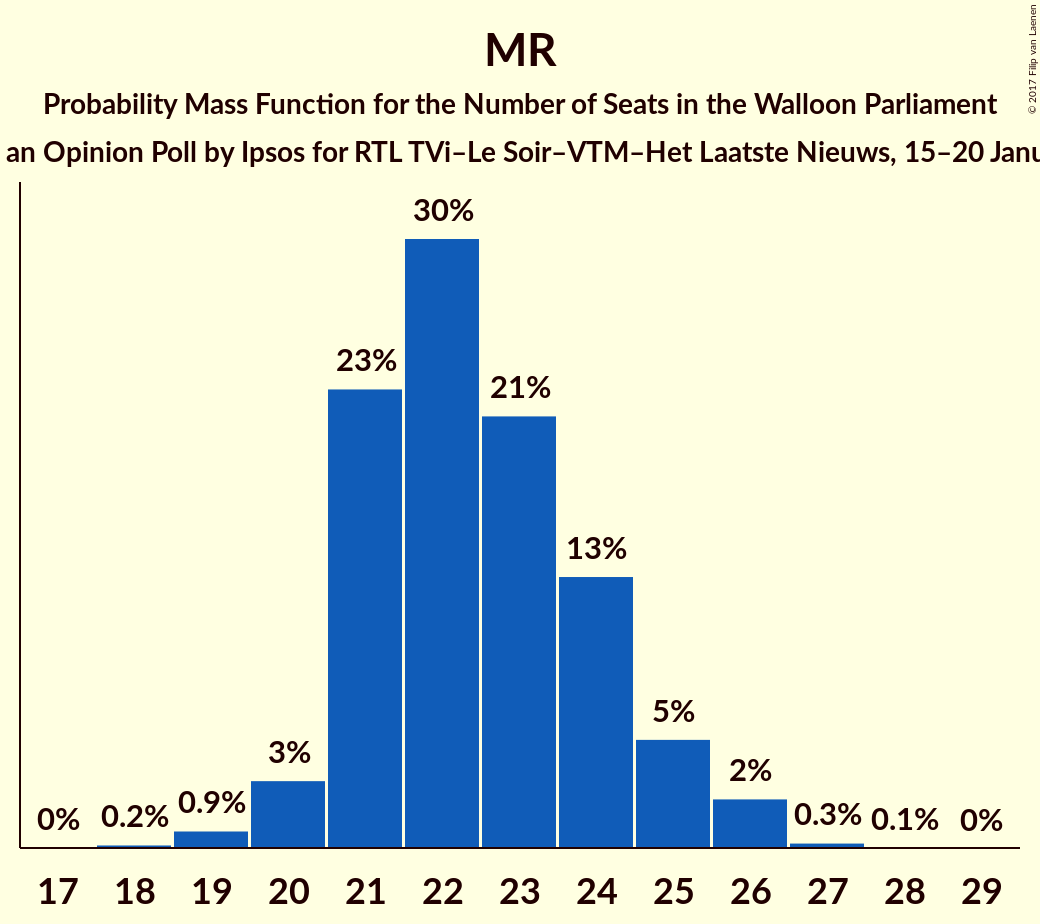 MR
Probability Mass Function for the Number of Seats in the Walloon Parliament
an Opinion Poll by Ipsos for RTL TVi–Le Soir–VTM–Het Laatste Nieuws, 15–20 Janu
© 2017 Filip van Laenen
30%
23%
21%
13%
5%
3%
2%
0% 0.2% 0.9% 0.3% 0.1% 0%
17 18 19 20 21 22 23 24 25 26 27 28 29